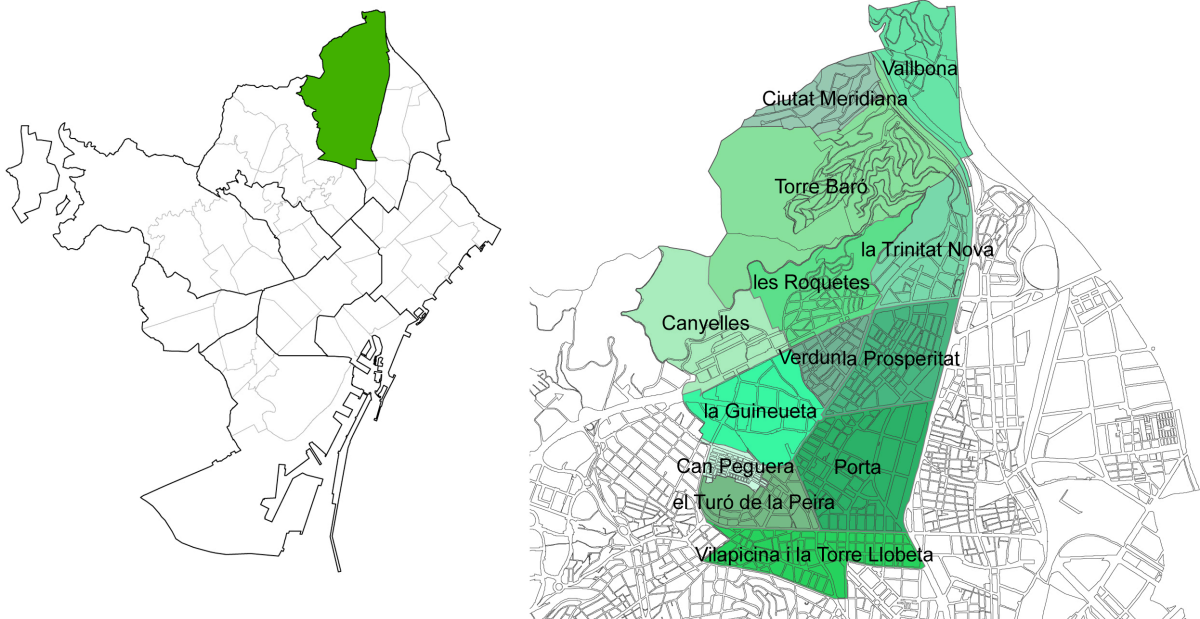 Vallbona
Ciutat Meridiana
Torre Baró
la Trinitat Nova
les Roquetes
Canyelles
Verdun
la Prosperitat
la Guineueta
Can Peguera
Porta
el Turó de la Peira
Vilapicina i la Torre Llobeta